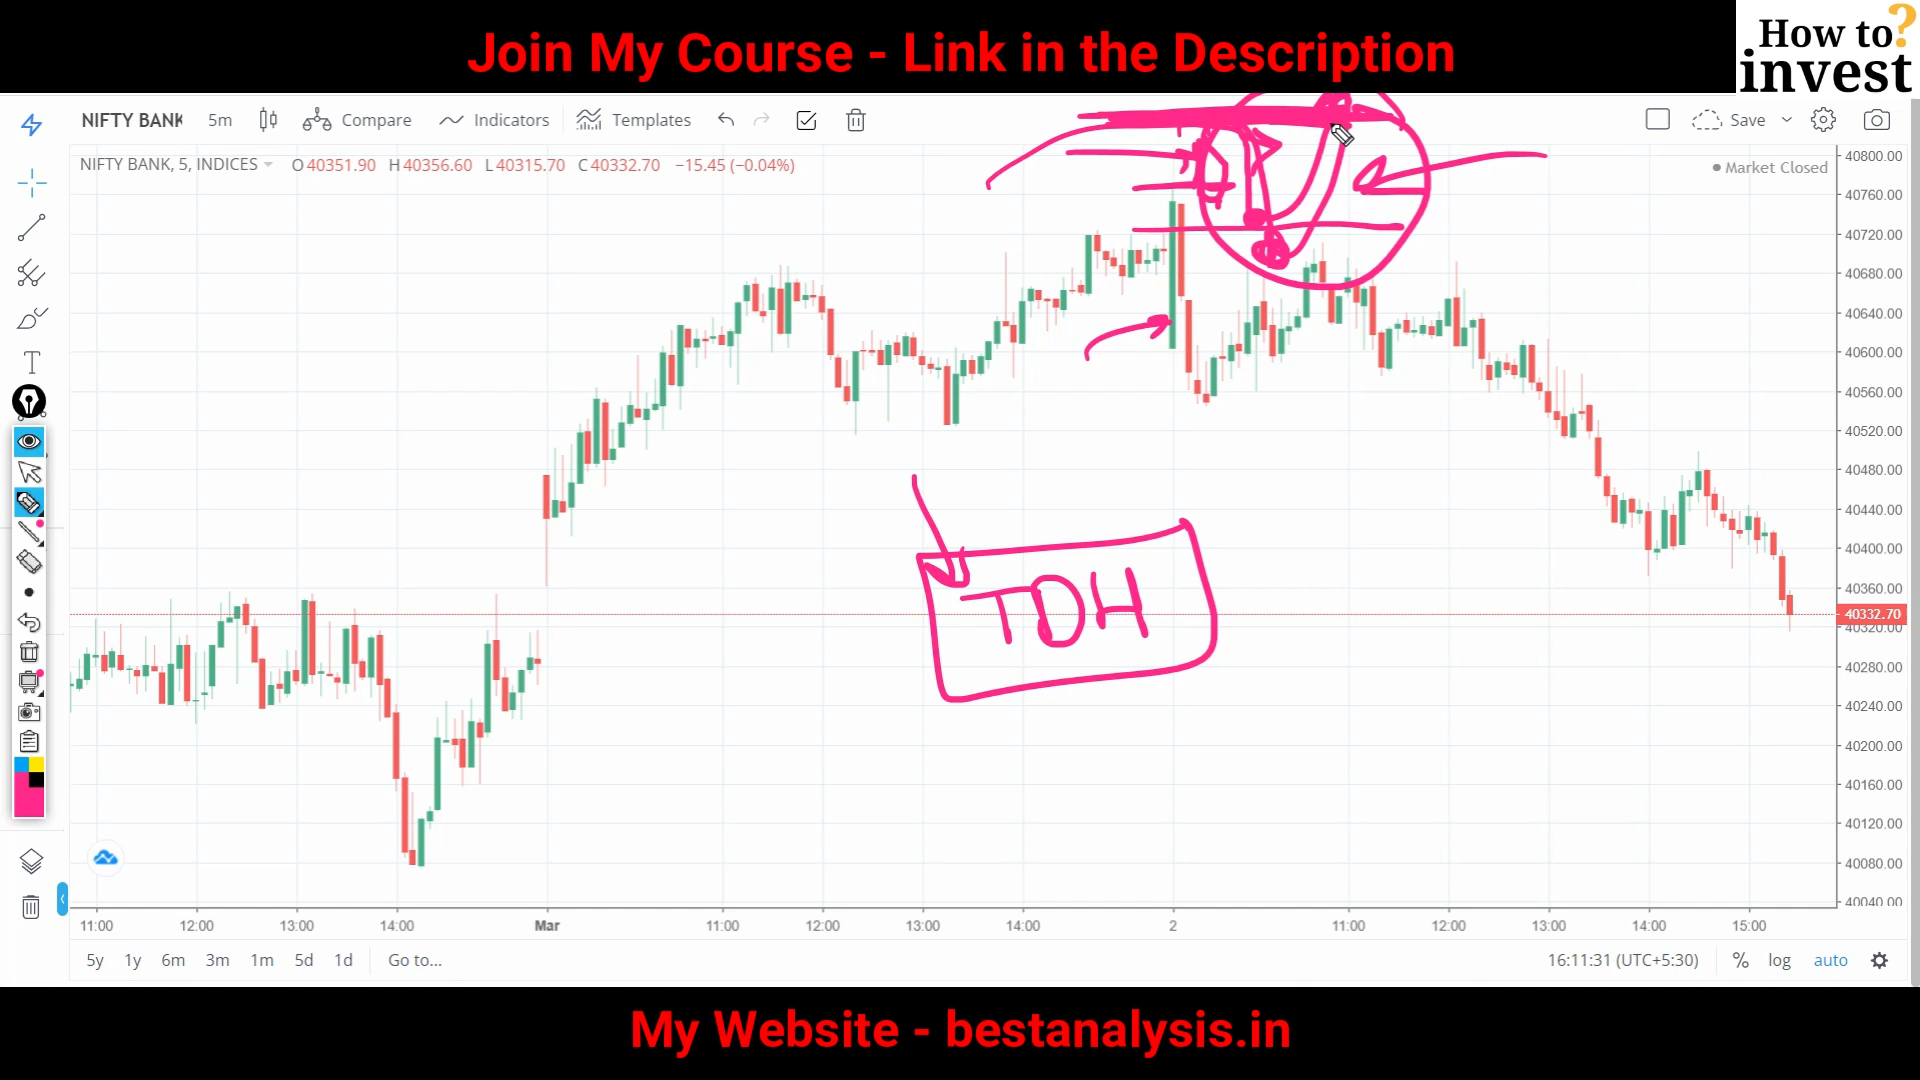 Join My Course - Link in the Description
How to?
invest
NIFTY BANK 5m Compare Indicators Templates Save
NIFTY BANK, 5, INDICES O40351.90 H40356.60 L40315.70 C40332.70 −15.45 (−0.04%)
Market Closed
40800.00
40760.00
40720.00
40680.00
40640.00
40600.00
40560.00
40520.00
40480.00
40440.00
40400.00
40360.00
40332.70
40320.00
40280.00
40240.00
40200.00
40160.00
40120.00
40080.00
40040.00
TDH
11:00 12:00 13:00 14:00 Mar 11:00 12:00 13:00 14:00 2 11:00 12:00 13:00 14:00 15:00
5y 1y 6m 3m 1m 5d 1d Go to... 16:11:31 (UTC+5:30) % log auto
My Website - bestanalysis.in